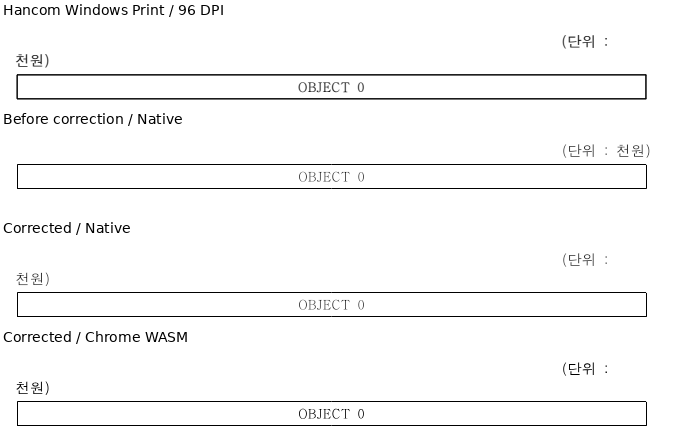 Hancom Windows Print / 96 DPI
(단위 :
천원)
OBJECT 0
Before correction / Native
(단위 : 천원)
OBJECT 0
Corrected / Native
(단위 :
천원)
OBJECT 0
Corrected / Chrome WASM
(단위 :
천원)
OBJECT 0